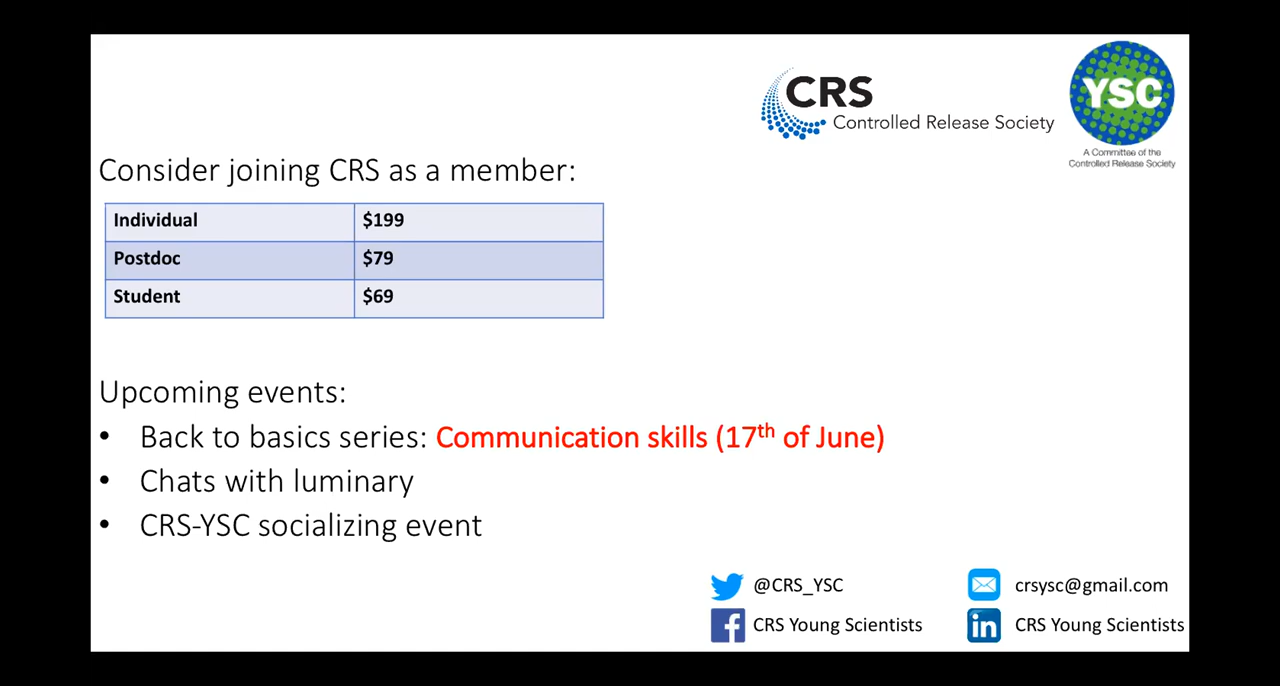 CRS
Controlled Release Society
YSC
A Committee of the
Controlled Release Society
Consider joining CRS as a member:
Individual $199
Postdoc $79
Student $69
Upcoming events:
• Back to basics series: Communication skills (17th of June)
• Chats with luminary
• CRS-YSC socializing event
@CRS_YSC crsysc@gmail.com
CRS Young Scientists in CRS Young Scientists